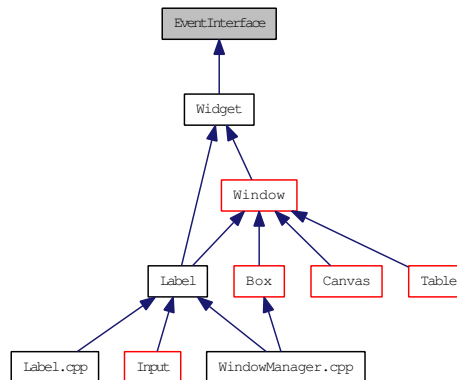 EventInterface
Widget
Window
Label
Box
Canvas
Table
Label.cpp
Input
WindowManager.cpp